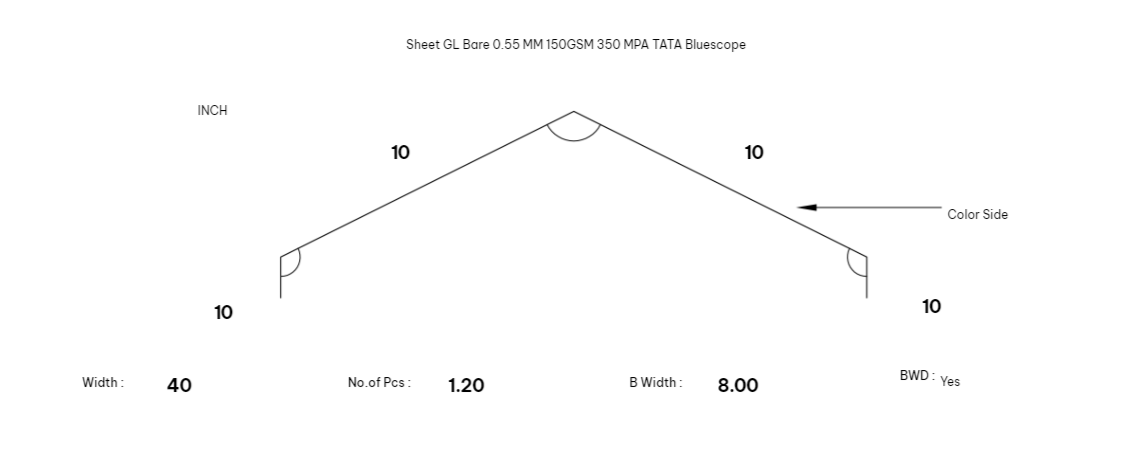 Sheet GL Bare 0.55 MM 150GSM 350 MPA TATA Bluescope
INCH
10
10
Color Side
10
10
Width : 40
No.of Pcs : 1.20
B Width : 8.00
BWD : Yes